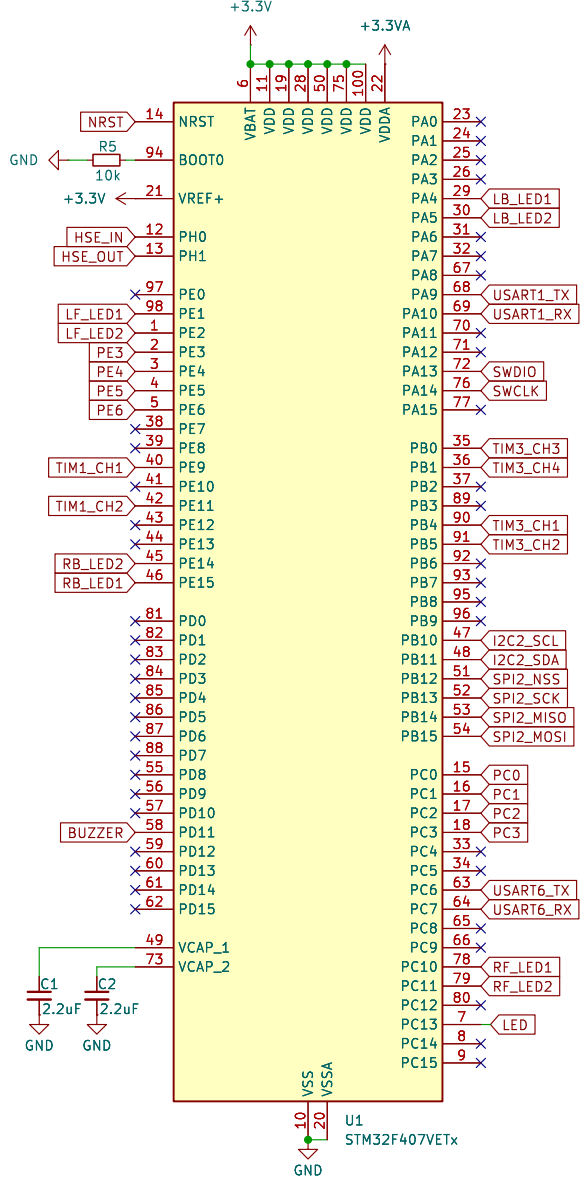 +3.3V
+3.3VA
6 11 19 28 50 75 100 22
VBAT VDD VDD VDD VDD VDD VDD VDDA
NRST 14 NRST
GND R5 10k 94 BOOT0
+3.3V 21 VREF+
HSE_IN 12 PH0
HSE_OUT 13 PH1
97 PE0
LF_LED1 98 PE1
LF_LED2 1 PE2
PE3 2 PE3
PE4 3 PE4
PE5 4 PE5
PE6 5 PE6
38 PE7
39 PE8
TIM1_CH1 40 PE9
41 PE10
TIM1_CH2 42 PE11
43 PE12
44 PE13
RB_LED2 45 PE14
RB_LED1 46 PE15
81 PD0
82 PD1
83 PD2
84 PD3
85 PD4
86 PD5
87 PD6
88 PD7
55 PD8
56 PD9
57 PD10
BUZZER 58 PD11
59 PD12
60 PD13
61 PD14
62 PD15
49 VCAP_1
73 VCAP_2
C1
2.2uF
GND
C2
2.2uF
GND
PA0 23
PA1 24
PA2 25
PA3 26
PA4 29 LB_LED1
PA5 30 LB_LED2
PA6 31
PA7 32
PA8 67
PA9 68 USART1_TX
PA10 69 USART1_RX
PA11 70
PA12 71
PA13 72 SWDIO
PA14 76 SWCLK
PA15 77
PB0 35 TIM3_CH3
PB1 36 TIM3_CH4
PB2 37
PB3 89
PB4 90 TIM3_CH1
PB5 91 TIM3_CH2
PB6 92
PB7 93
PB8 95
PB9 96
PB10 47 I2C2_SCL
PB11 48 I2C2_SDA
PB12 51 SPI2_NSS
PB13 52 SPI2_SCK
PB14 53 SPI2_MISO
PB15 54 SPI2_MOSI
PC0 15 PC0
PC1 16 PC1
PC2 17 PC2
PC3 18 PC3
PC4 33
PC5 34
PC6 63 USART6_TX
PC7 64 USART6_RX
PC8 65
PC9 66
PC10 78 RF_LED1
PC11 79 RF_LED2
PC12 80
PC13 7 LED
PC14 8
PC15 9
VSS VSSA
10 20
GND
U1
STM32F407VETx